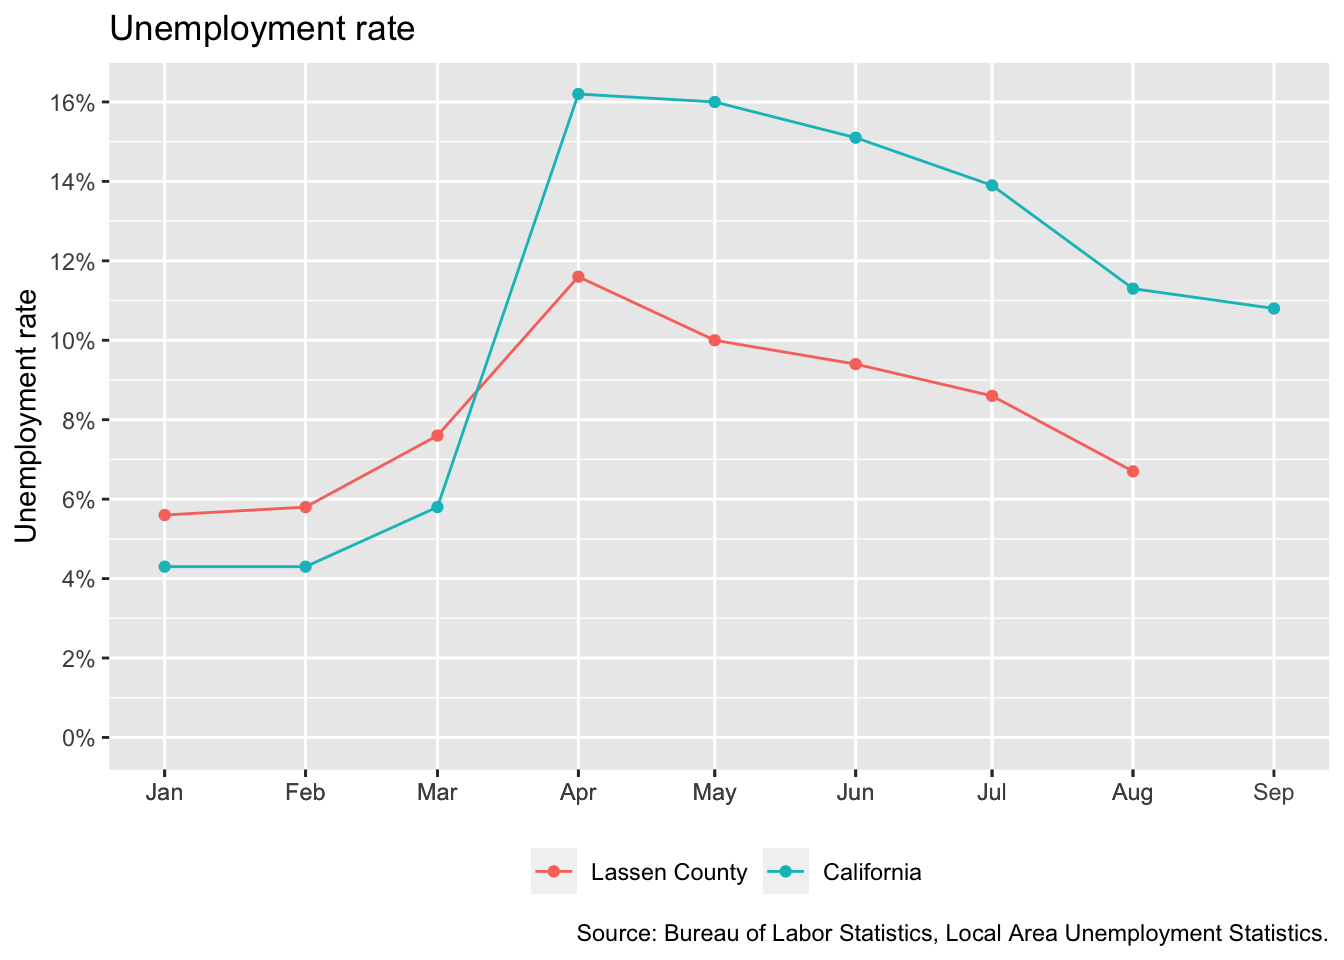 Unemployment rate
Unemployment rate
16%
14%
12%
10%
8%
6%
4%
2%
0%
Jan Feb Mar Apr May Jun Jul Aug Sep
Lassen County California
Source: Bureau of Labor Statistics, Local Area Unemployment Statistics.